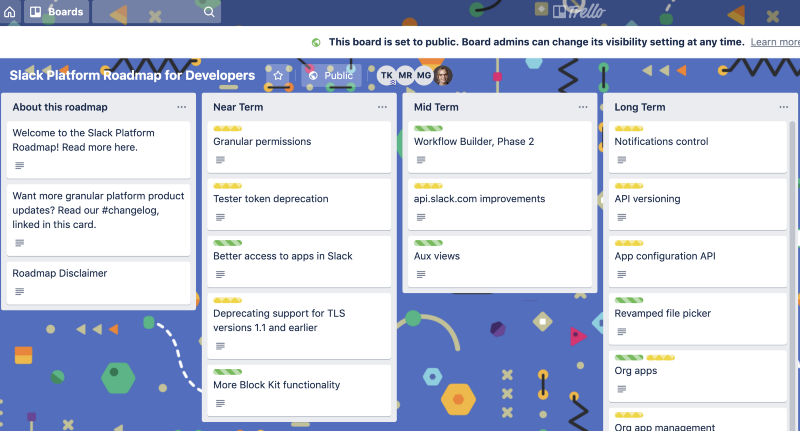 Boards
Trello
This board is set to public. Board admins can change its visibility setting at any time. Learn more
Slack Platform Roadmap for Developers
Public
TK
MR
MG
About this roadmap
Welcome to the Slack Platform
Roadmap! Read more here.
Want more granular platform product
updates? Read our #changelog,
linked in this card.
Roadmap Disclaimer
Near Term
Granular permissions
Tester token deprecation
Better access to apps in Slack
Deprecating support for TLS
versions 1.1 and earlier
More Block Kit functionality
Mid Term
Workflow Builder, Phase 2
api.slack.com improvements
Aux views
Long Term
Notifications control
API versioning
App configuration API
Revamped file picker
Org apps
Org app management